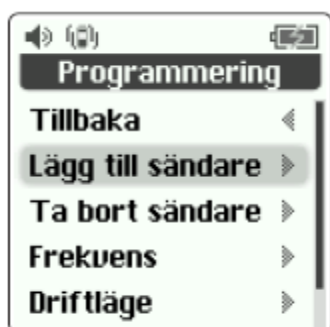 Programmering
Tillbaka
Lägg till sändare
Ta bort sändare
Frekvens
Driftläge